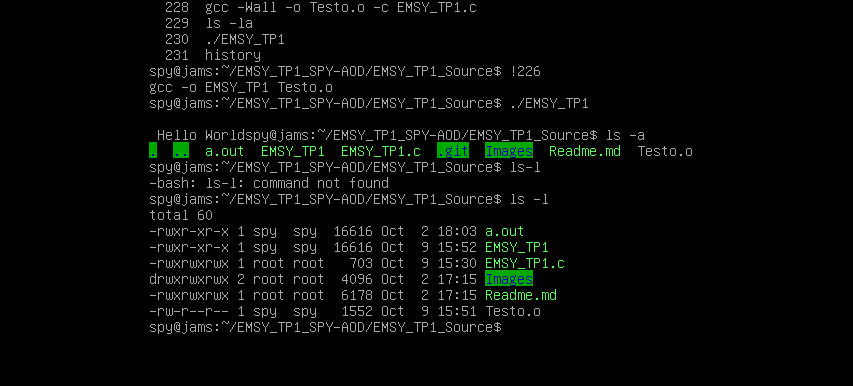 228  gcc -Wall -o Testo.o -c EMSY_TP1.c
229  ls -la
230  ./EMSY_TP1
231  history
spy@jams:~/EMSY_TP1_SPY-AOD/EMSY_TP1_Source$ !226
gcc -o EMSY_TP1 Testo.o
spy@jams:~/EMSY_TP1_SPY-AOD/EMSY_TP1_Source$ ./EMSY_TP1
Hello Worldspy@jams:~/EMSY_TP1_SPY-AOD/EMSY_TP1_Source$ ls -a
.  ..  a.out  EMSY_TP1  EMSY_TP1.c  .git  Images  Readme.md  Testo.o
spy@jams:~/EMSY_TP1_SPY-AOD/EMSY_TP1_Source$ ls-l
-bash: ls-l: command not found
spy@jams:~/EMSY_TP1_SPY-AOD/EMSY_TP1_Source$ ls -l
total 60
-rwxr-xr-x 1 spy  spy  16616 Oct  2 18:03 a.out
-rwxr-xr-x 1 spy  spy  16616 Oct  9 15:52 EMSY_TP1
-rwxrwxrwx 1 root root   703 Oct  9 15:30 EMSY_TP1.c
drwxrwxrwx 2 root root  4096 Oct  2 17:15 Images
-rwxrwxrwx 1 root root  6178 Oct  2 17:15 Readme.md
-rw-r--r-- 1 spy  spy   1552 Oct  9 15:51 Testo.o
spy@jams:~/EMSY_TP1_SPY-AOD/EMSY_TP1_Source$